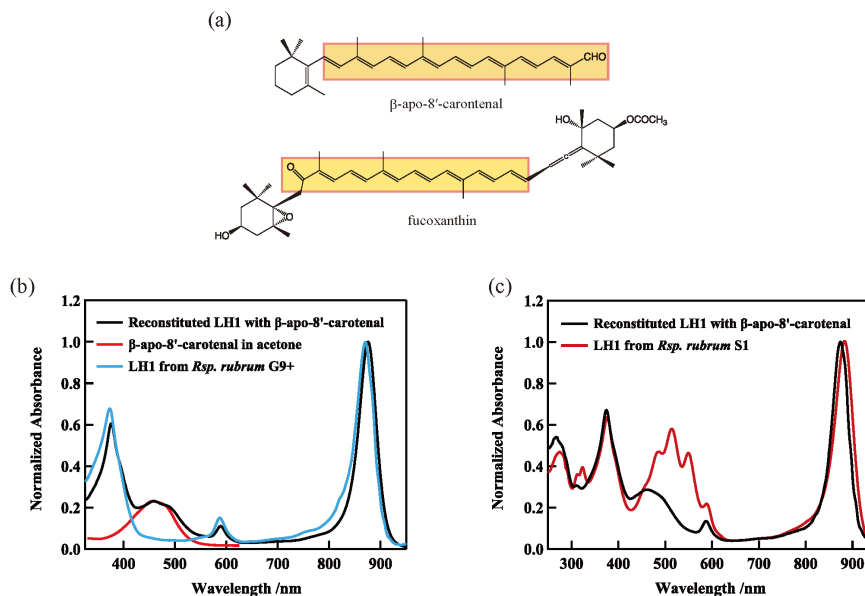 (a)
CHO
β-apo-8′-carontenal
HO
OCOCH3
O
O
HO
fucoxanthin
(b)
1.2
1.0
0.8
0.6
0.4
0.2
0.0
Normalized Absorbance
Reconstituted LH1 with β-apo-8'-carotenal
β-apo-8'-carotenal in acetone
LH1 from Rsp. rubrum G9+
400 500 600 700 800 900
Wavelength /nm
(c)
1.2
1.0
0.8
0.6
0.4
0.2
0.0
Normalized Absorbance
Reconstituted LH1 with β-apo-8'-carotenal
LH1 from Rsp. rubrum S1
300 400 500 600 700 800 900
Wavelength /nm